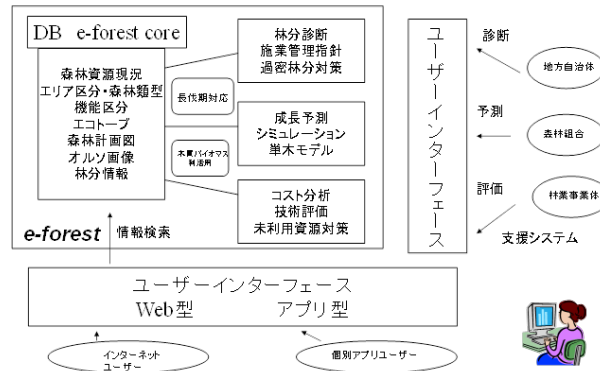 DB e-forest core
森林資源現況
エリア区分・森林類型
機能区分
エコトープ
森林計画図
オルソ画像
林分情報
長伐期対応
木質バイオマス
利活用
林分診断
施業管理指針
過密林分対策
成長予測
シミュレーション
単木モデル
コスト分析
技術評価
未利用資源対策
e-forest
情報検索
ユーザーインターフェース
診断
地方自治体
予測
森林組合
評価
林業事業体
支援システム
ユーザーインターフェース
Web型 アプリ型
インターネット
ユーザー
個別アプリユーザー